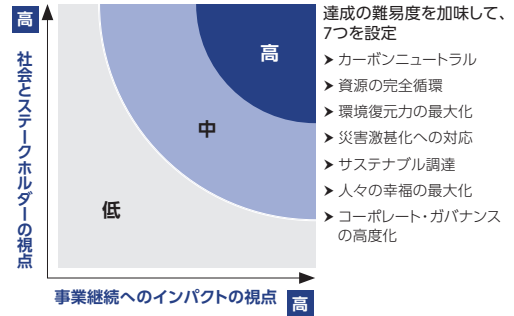 高
社会とステークホルダーの視点
高
中
低
事業継続へのインパクトの視点
高
達成の難易度を加味して、
7つを設定
➤ カーボンニュートラル
➤ 資源の完全循環
➤ 環境復元力の最大化
➤ 災害激甚化への対応
➤ サステナブル調達
➤ 人々の幸福の最大化
➤ コーポレート・ガバナンス
の高度化